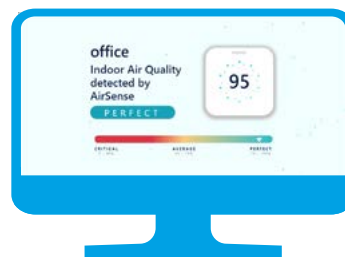 office
Indoor Air Quality
detected by
AirSense
PERFECT
95
CRITICAL AVERAGE PERFECT